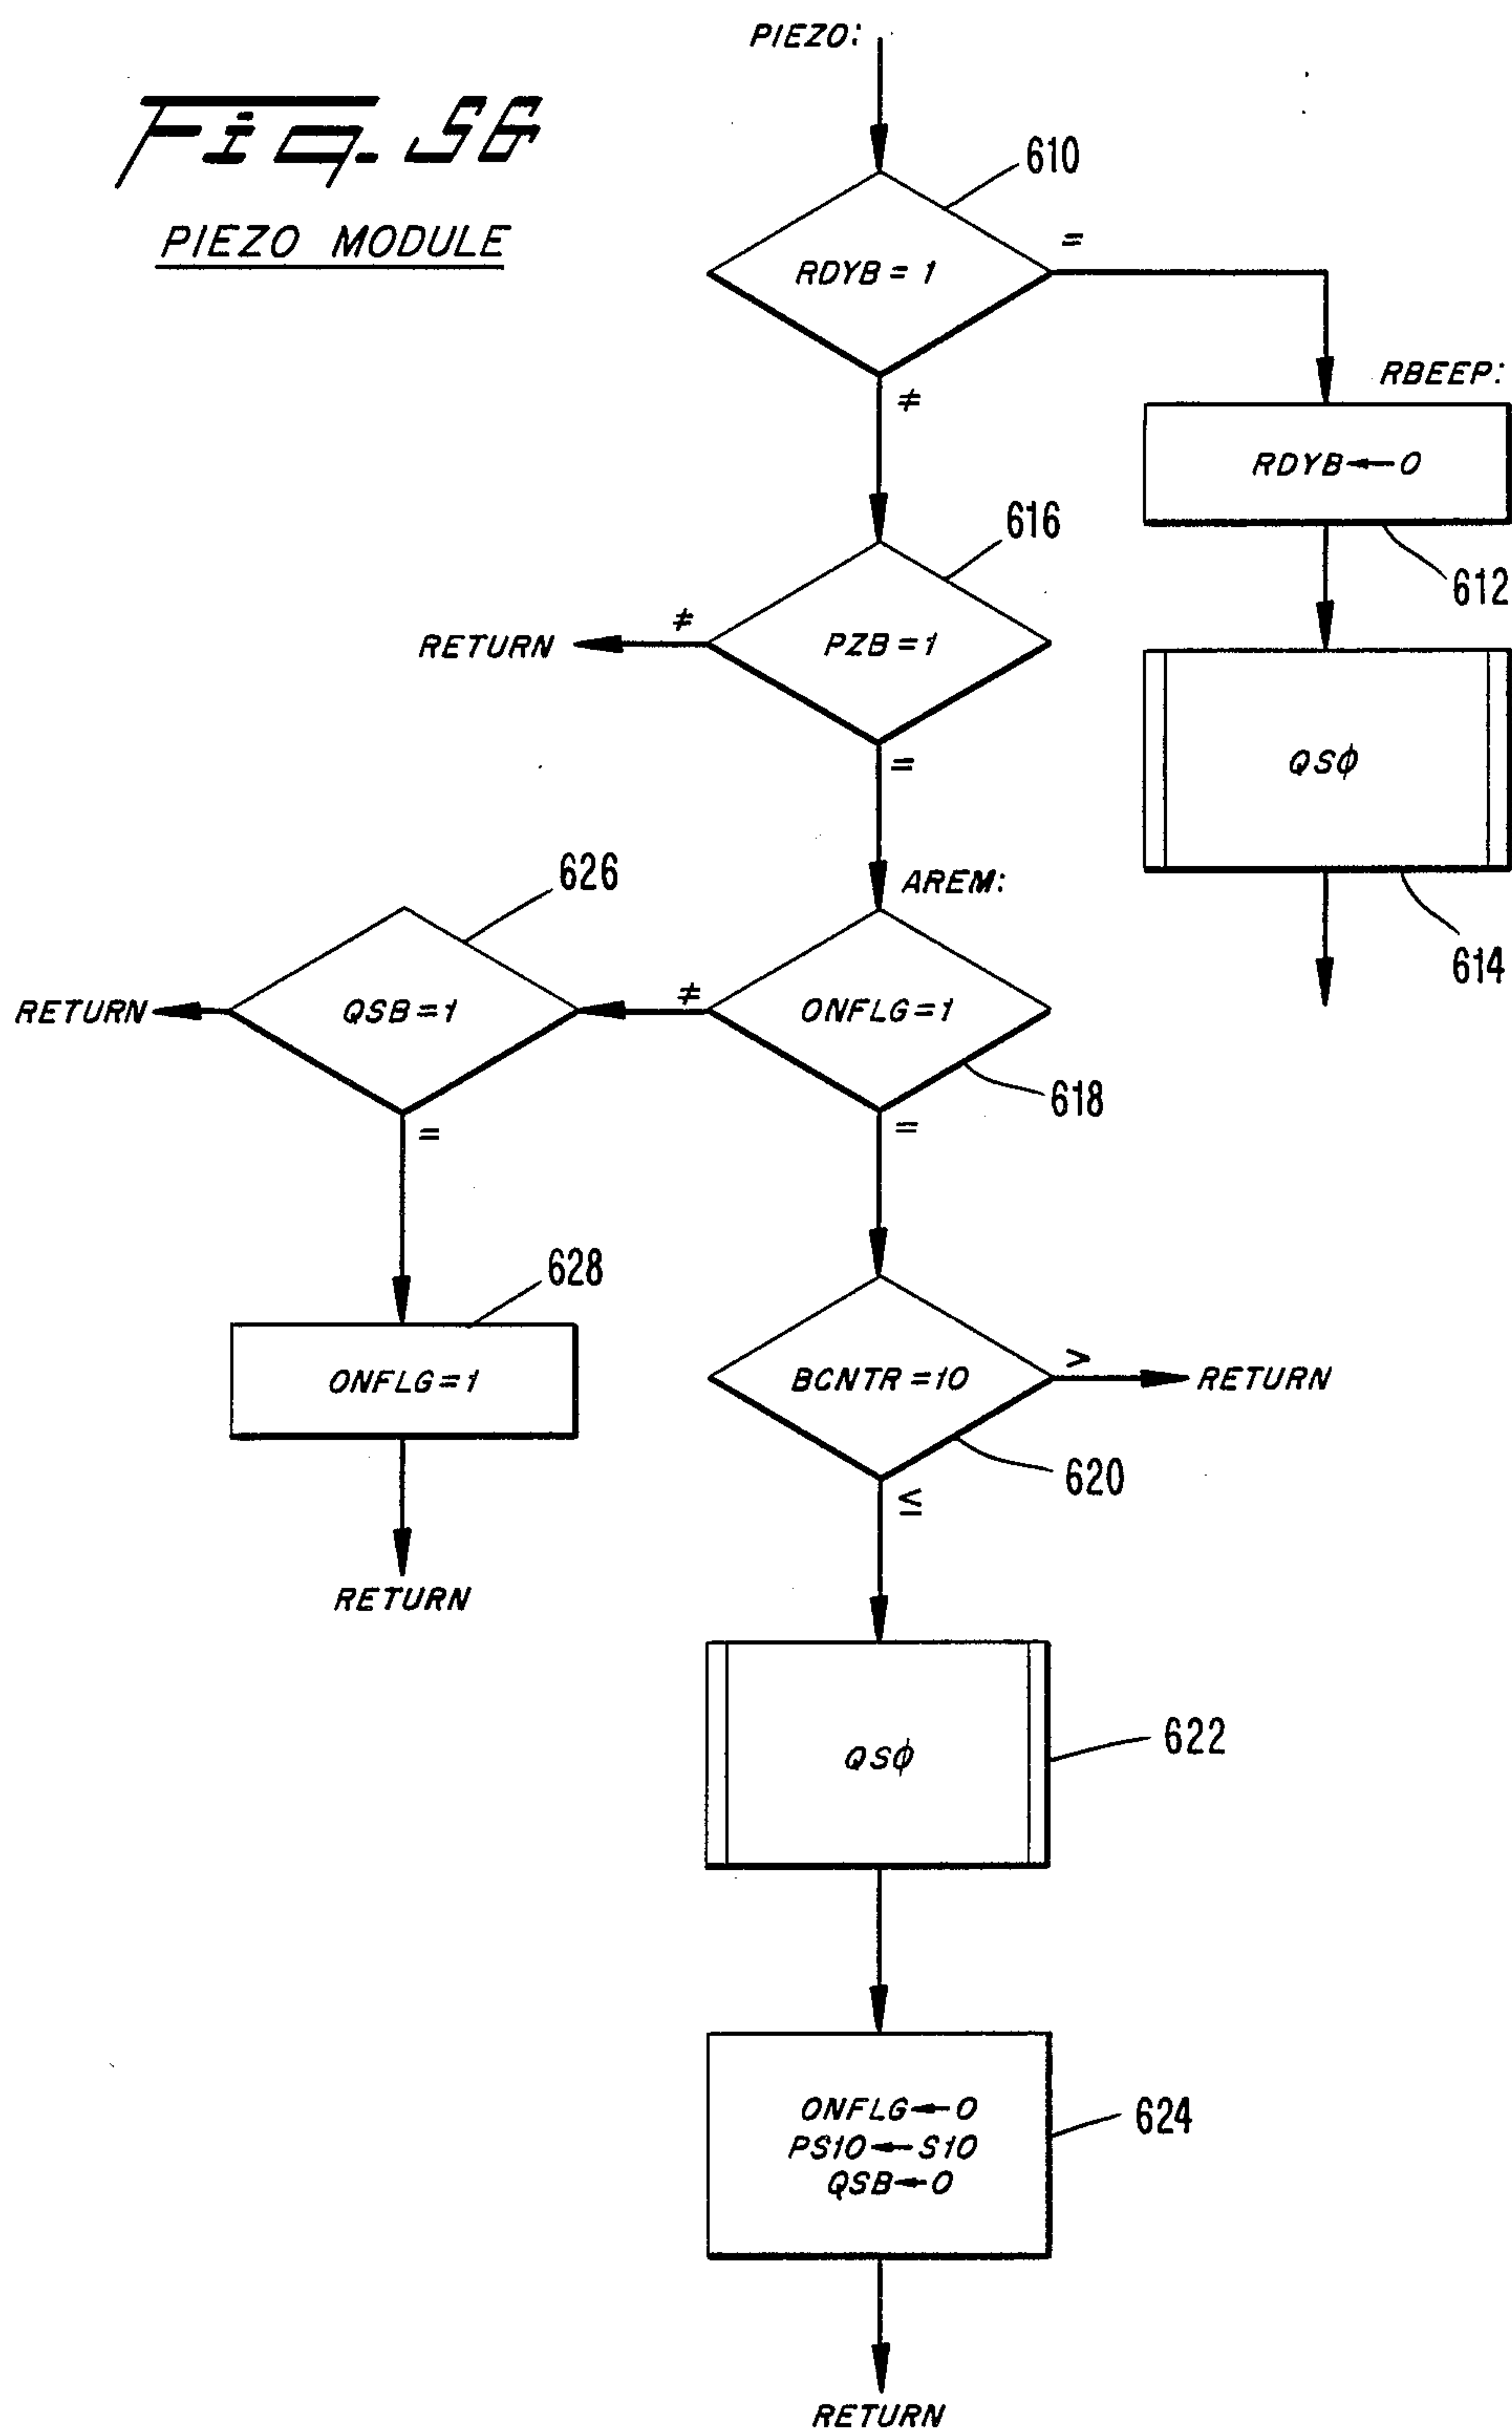 PIEZO:
Fig. 56
PIEZO MODULE
610
RDYB = 1
=
≠
RBEEP:
RDYB ← 0
612
616
PZB = 1
≠
RETURN
=
QSϕ
614
AREM:
626
QSB = 1
RETURN
≠
ONFLG = 1
618
=
=
628
ONFLG = 1
RETURN
BCNTR = 10
>
RETURN
620
≤
QSϕ
622
ONFLG ← 0
PS10 ← S10
QSB ← 0
624
RETURN